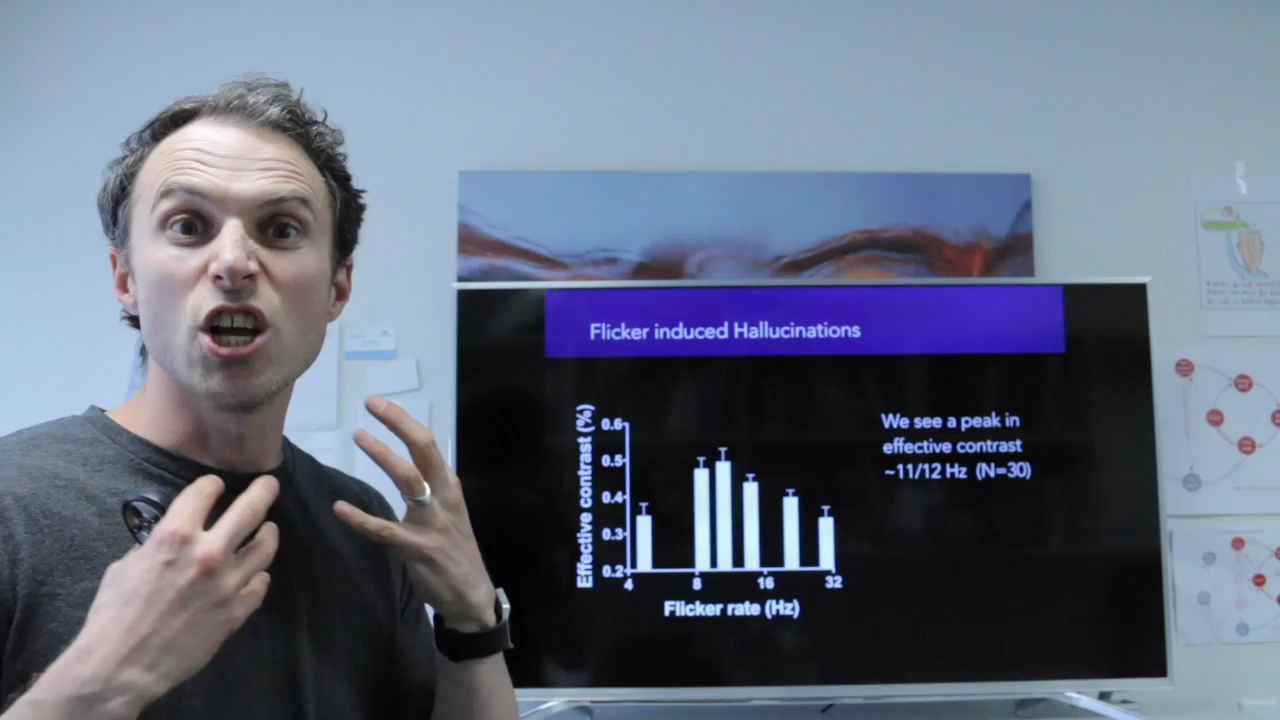 Flicker induced Hallucinations
We see a peak in
effective contrast
~11/12 Hz (N=30)
Effective contrast (%)
0.6
0.5
0.4
0.3
0.2
4 8 16 32
Flicker rate (Hz)